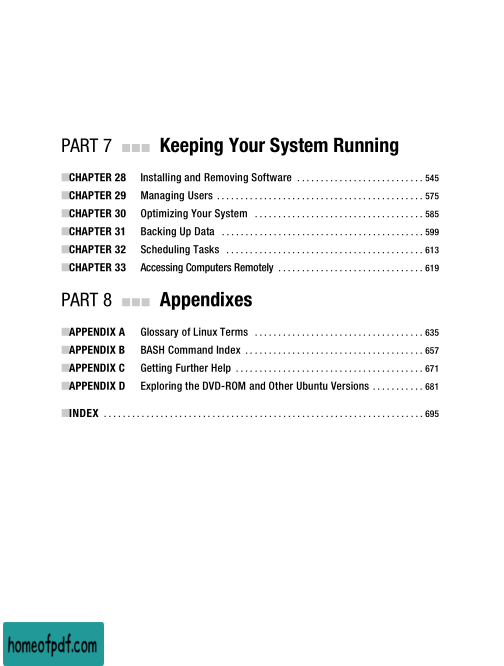 PART 7 ■■■ Keeping Your System Running
■CHAPTER 28 Installing and Removing Software . . . . . . . . . . . . . . . . . . . . . . . . . . . 545
■CHAPTER 29 Managing Users . . . . . . . . . . . . . . . . . . . . . . . . . . . . . . . . . . . . . . . . . . . . 575
■CHAPTER 30 Optimizing Your System . . . . . . . . . . . . . . . . . . . . . . . . . . . . . . . . . . . . 585
■CHAPTER 31 Backing Up Data . . . . . . . . . . . . . . . . . . . . . . . . . . . . . . . . . . . . . . . . . . . 599
■CHAPTER 32 Scheduling Tasks . . . . . . . . . . . . . . . . . . . . . . . . . . . . . . . . . . . . . . . . . . 613
■CHAPTER 33 Accessing Computers Remotely . . . . . . . . . . . . . . . . . . . . . . . . . . . . . . . 619
PART 8 ■■■ Appendixes
■APPENDIX A Glossary of Linux Terms . . . . . . . . . . . . . . . . . . . . . . . . . . . . . . . . . . . . 635
■APPENDIX B BASH Command Index . . . . . . . . . . . . . . . . . . . . . . . . . . . . . . . . . . . . . . 657
■APPENDIX C Getting Further Help . . . . . . . . . . . . . . . . . . . . . . . . . . . . . . . . . . . . . . . . 671
■APPENDIX D Exploring the DVD-ROM and Other Ubuntu Versions . . . . . . . . . . . 681
■INDEX . . . . . . . . . . . . . . . . . . . . . . . . . . . . . . . . . . . . . . . . . . . . . . . . . . . . . . . . . . . . . . . . . . . . 695
homeofpdf.com